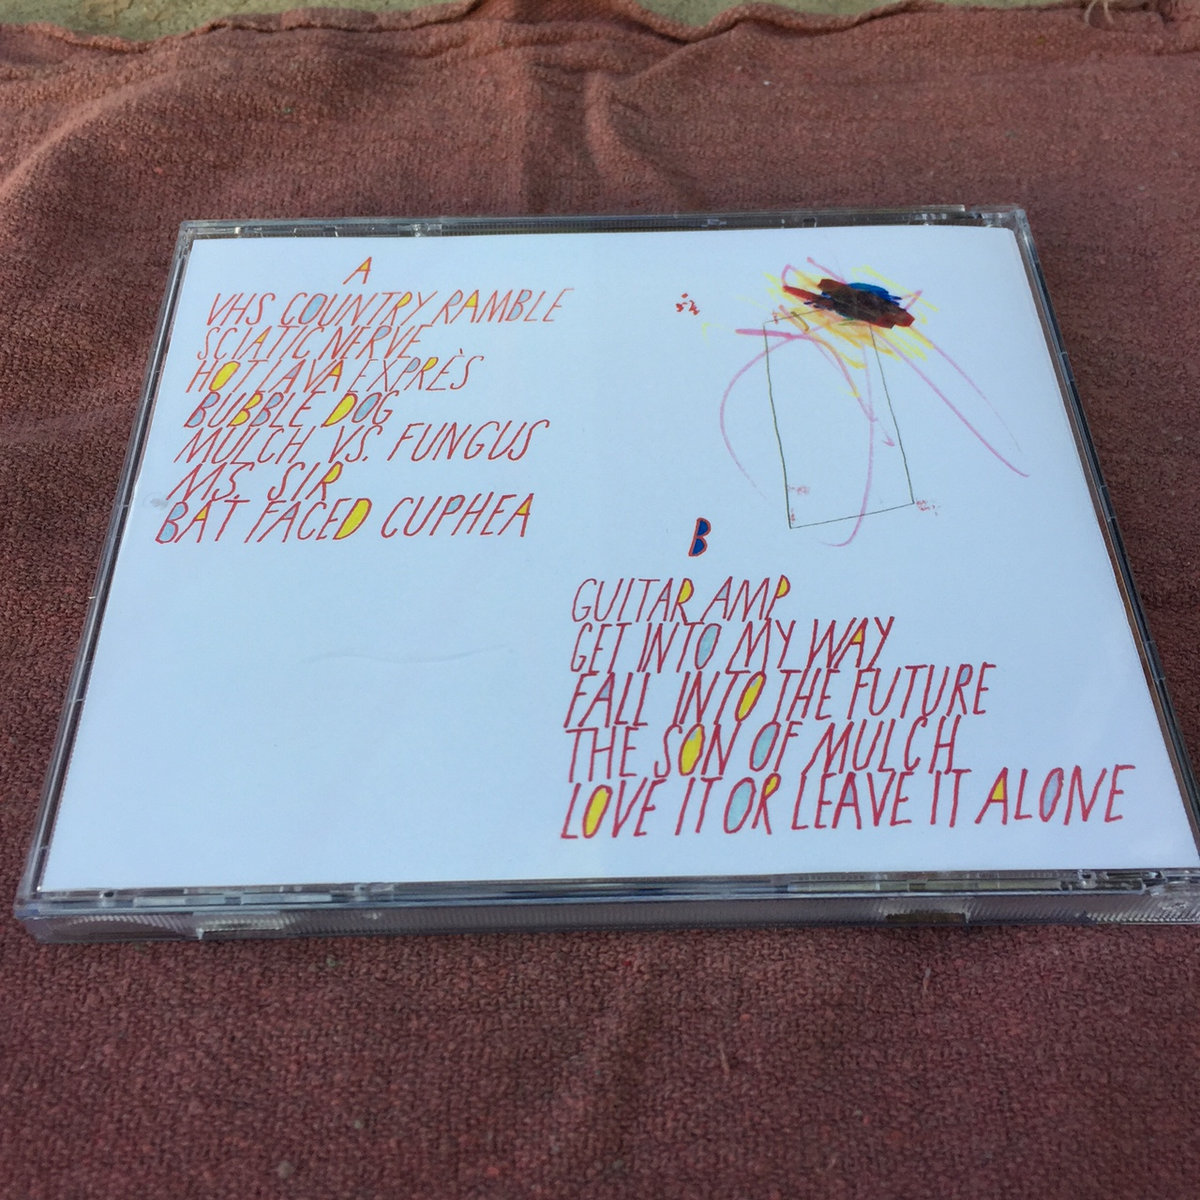 A
VHS COUNTRY RAMBLE
SCIATIC NERVE
HOT LAVA EXPRÈS
BUBBLE DOG
MULCH VS. FUNGUS
MS. SIR
BAT FACED CUPHEA
B
GUITAR AMP
GET INTO MY WAY
FALL INTO THE FUTURE
THE SON OF MULCH
LOVE IT OR LEAVE IT ALONE